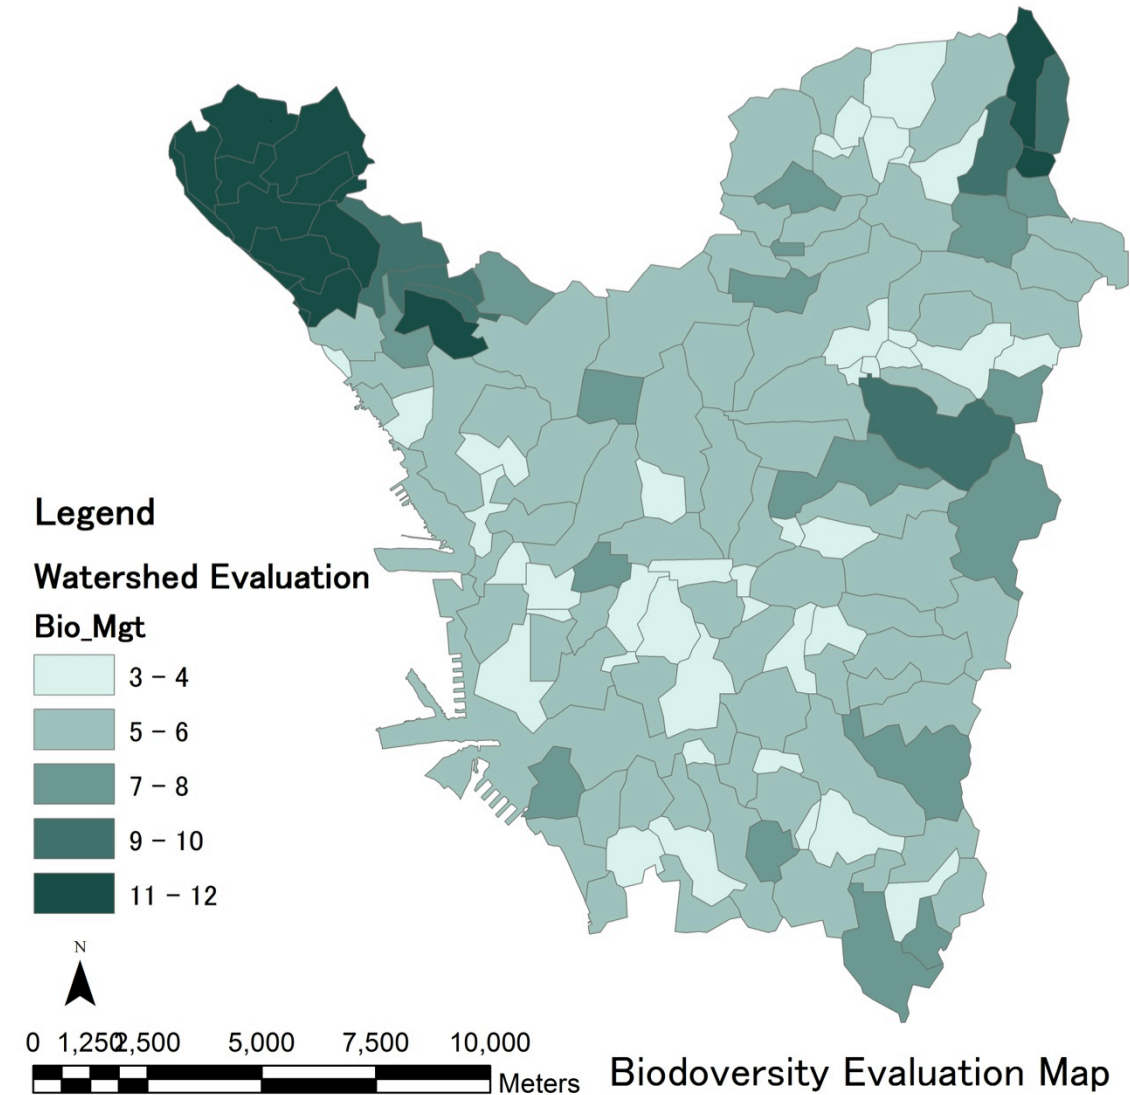 Legend
Watershed Evaluation
Bio_Mgt
3 - 4
5 - 6
7 - 8
9 - 10
11 - 12
N
0 1,250 2,500 5,000 7,500 10,000
Meters
Biodoversity Evaluation Map